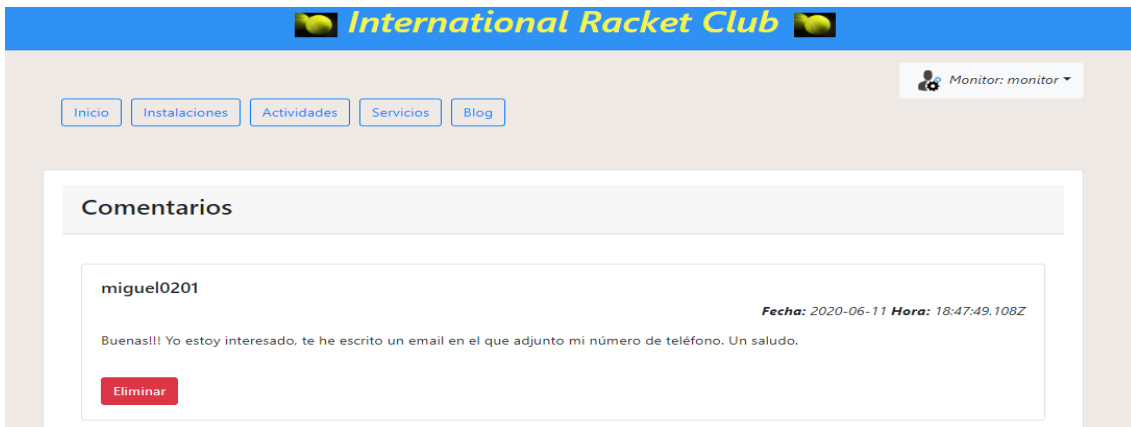 International Racket Club
Monitor: monitor
Inicio Instalaciones Actividades Servicios Blog
Comentarios
miguel0201
Fecha: 2020-06-11 Hora: 18:47:49.108Z
Buenas!!! Yo estoy interesado, te he escrito un email en el que adjunto mi número de teléfono. Un saludo.
Eliminar